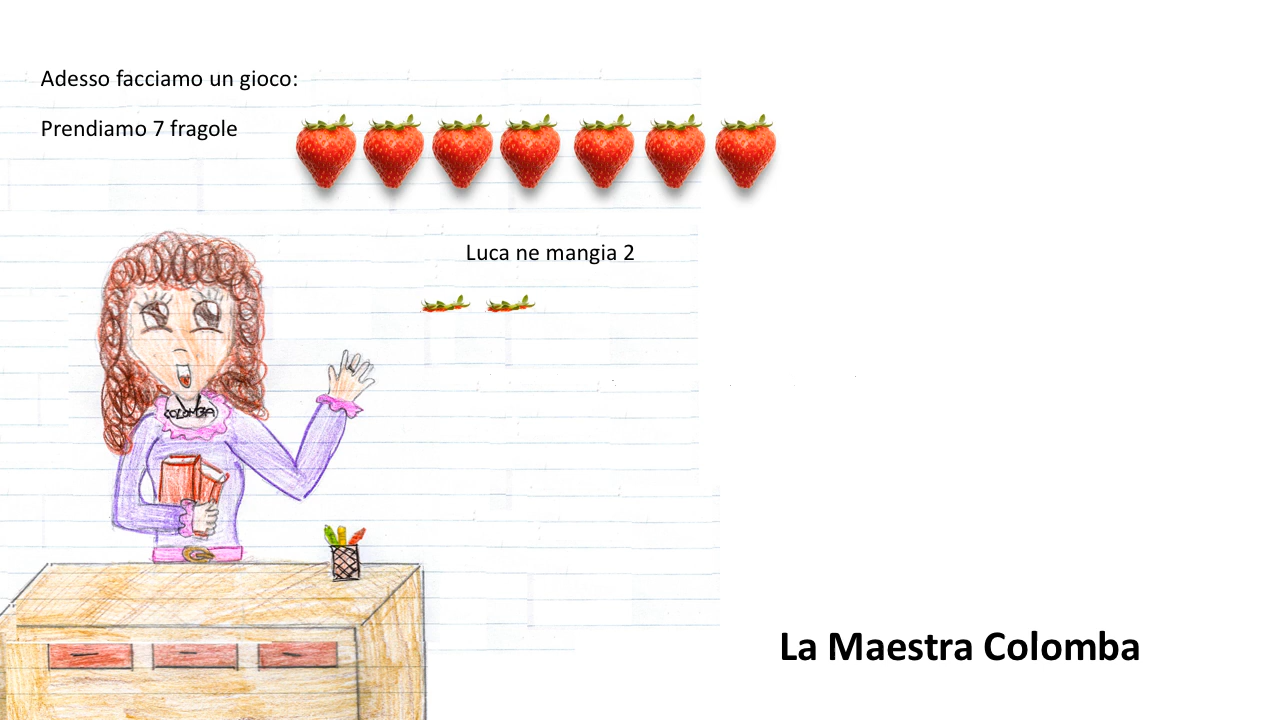 Adesso facciamo un gioco:
Prendiamo 7 fragole
Luca ne mangia 2
COLOMBA
La Maestra Colomba